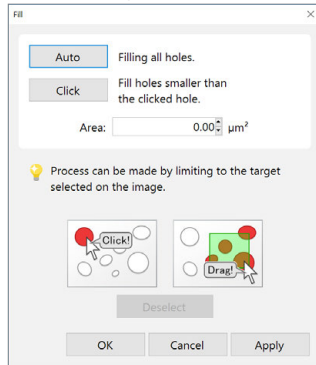 Fill
Auto
Filling all holes.
Click
Fill holes smaller than
the clicked hole.
Area:
0.00
µm²
Process can be made by limiting to the target
selected on the image.
Click!
Drag!
Deselect
OK
Cancel
Apply